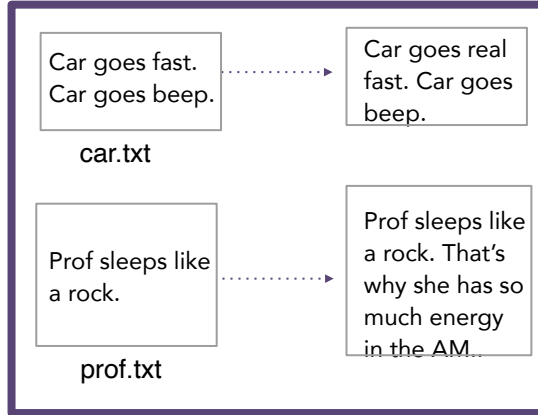 Car goes fast.
Car goes beep.
car.txt
Car goes real
fast. Car goes
beep.
Prof sleeps like
a rock.
prof.txt
Prof sleeps like
a rock. That's
why she has so
much energy
in the AM..